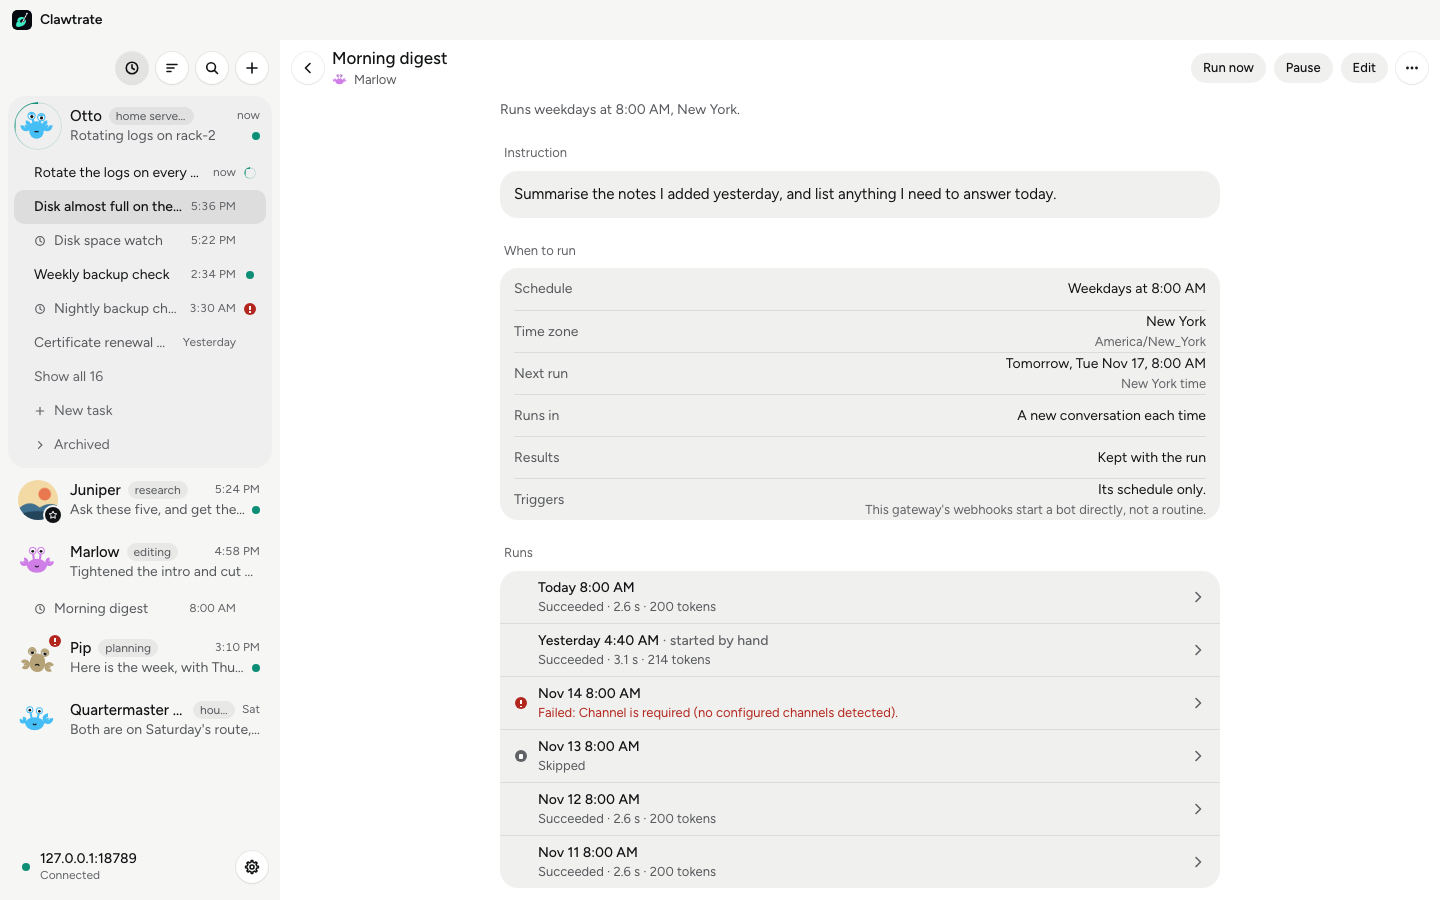 Clawtrate
Otto
home serve...
now
Rotating logs on rack-2
Rotate the logs on every ...
now
Disk almost full on the...
5:36 PM
Disk space watch
5:22 PM
Weekly backup check
2:34 PM
Nightly backup ch...
3:30 AM
Certificate renewal ...
Yesterday
Show all 16
New task
Archived
Juniper
research
5:24 PM
Ask these five, and get the...
Marlow
editing
4:58 PM
Tightened the intro and cut ...
Morning digest
8:00 AM
Pip
planning
3:10 PM
Here is the week, with Thu...
Quartermaster ...
hou...
Sat
Both are on Saturday's route,...
127.0.0.1:18789
Connected
Morning digest
Marlow
Run now
Pause
Edit
Runs weekdays at 8:00 AM, New York.
Instruction
Summarise the notes I added yesterday, and list anything I need to answer today.
When to run
Schedule
Weekdays at 8:00 AM
Time zone
New York
America/New_York
Next run
Tomorrow, Tue Nov 17, 8:00 AM
New York time
Runs in
A new conversation each time
Results
Kept with the run
Triggers
Its schedule only.
This gateway's webhooks start a bot directly, not a routine.
Runs
Today 8:00 AM
Succeeded · 2.6 s · 200 tokens
Yesterday 4:40 AM · started by hand
Succeeded · 3.1 s · 214 tokens
Nov 14 8:00 AM
Failed: Channel is required (no configured channels detected).
Nov 13 8:00 AM
Skipped
Nov 12 8:00 AM
Succeeded · 2.6 s · 200 tokens
Nov 11 8:00 AM
Succeeded · 2.6 s · 200 tokens